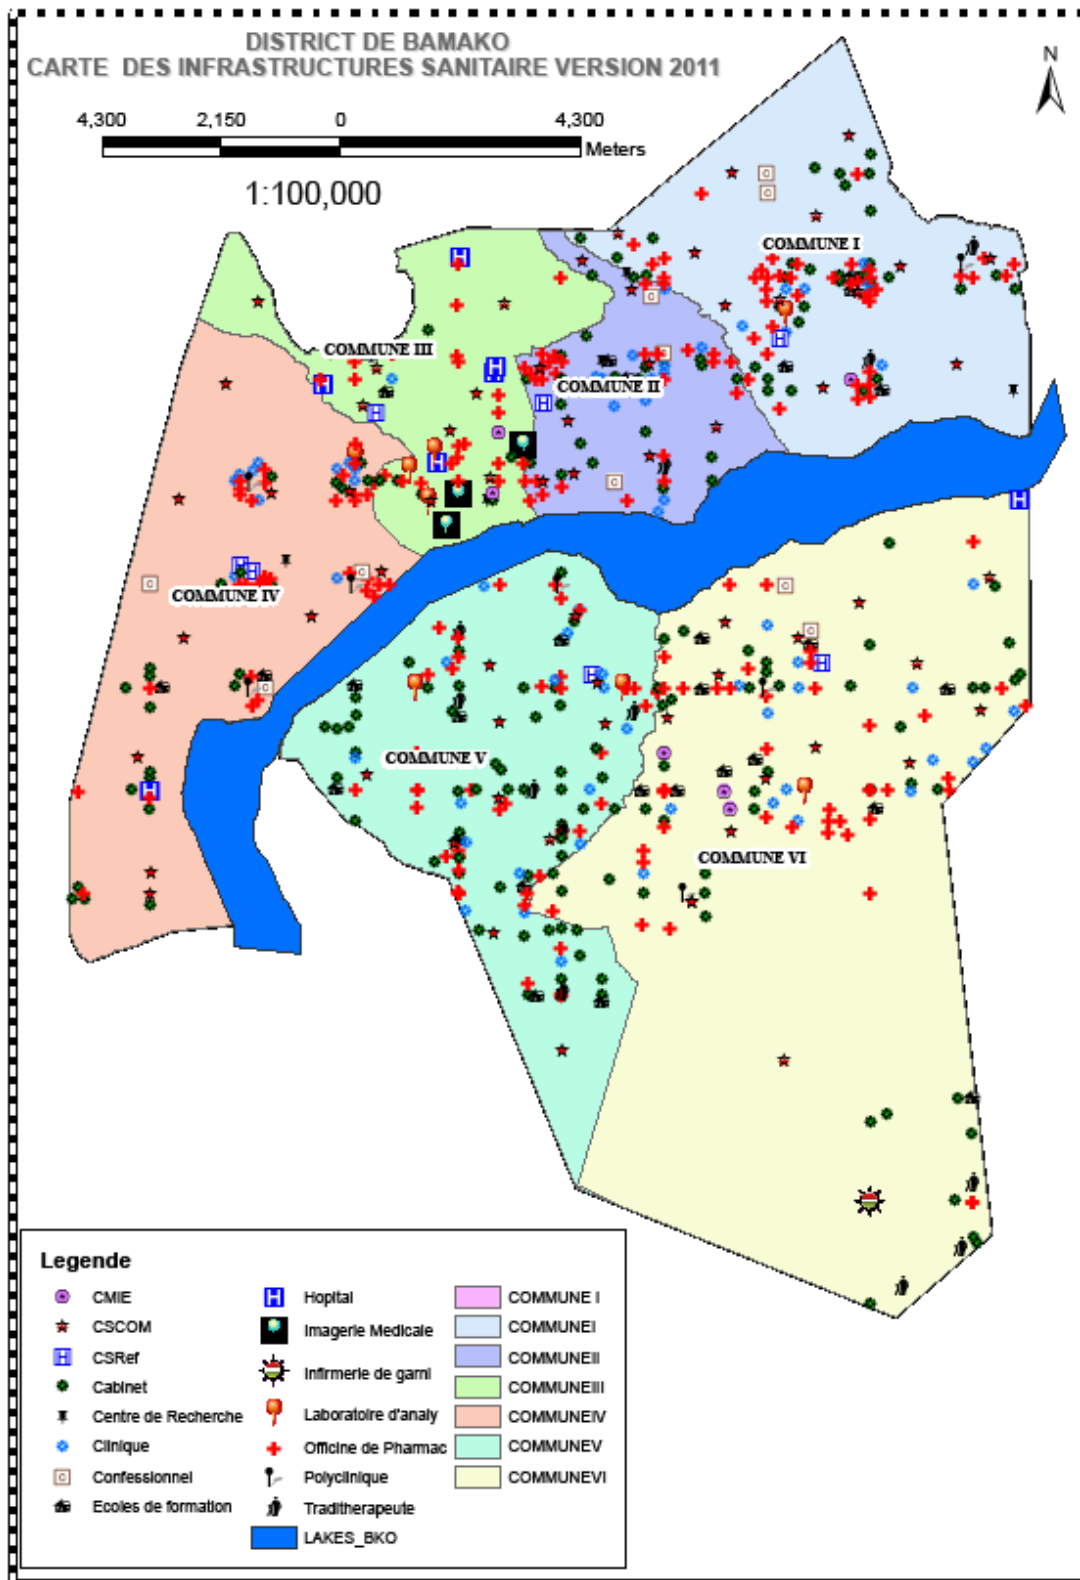 DISTRICT DE BAMAKO
CARTE DES INFRASTRUCTURES SANITAIRE VERSION 2011
N
4,300 2,150 0 4,300
Meters
1:100,000
COMMUNE I
COMMUNE III
COMMUNE II
COMMUNE IV
COMMUNE V
COMMUNE VI
Legende
CMIE
CSCOM
CSRef
Cabinet
Centre de Recherche
Clinique
Confessionnel
Ecoles de formation
Hopital
Imagerie Medicale
Infirmerie de garni
Laboratoire d'analy
Officine de Pharmac
Polyclinique
Traditherapeute
LAKES_BKO
COMMUNE I
COMMUNEI
COMMUNEII
COMMUNEIII
COMMUNEIV
COMMUNEV
COMMUNEVI